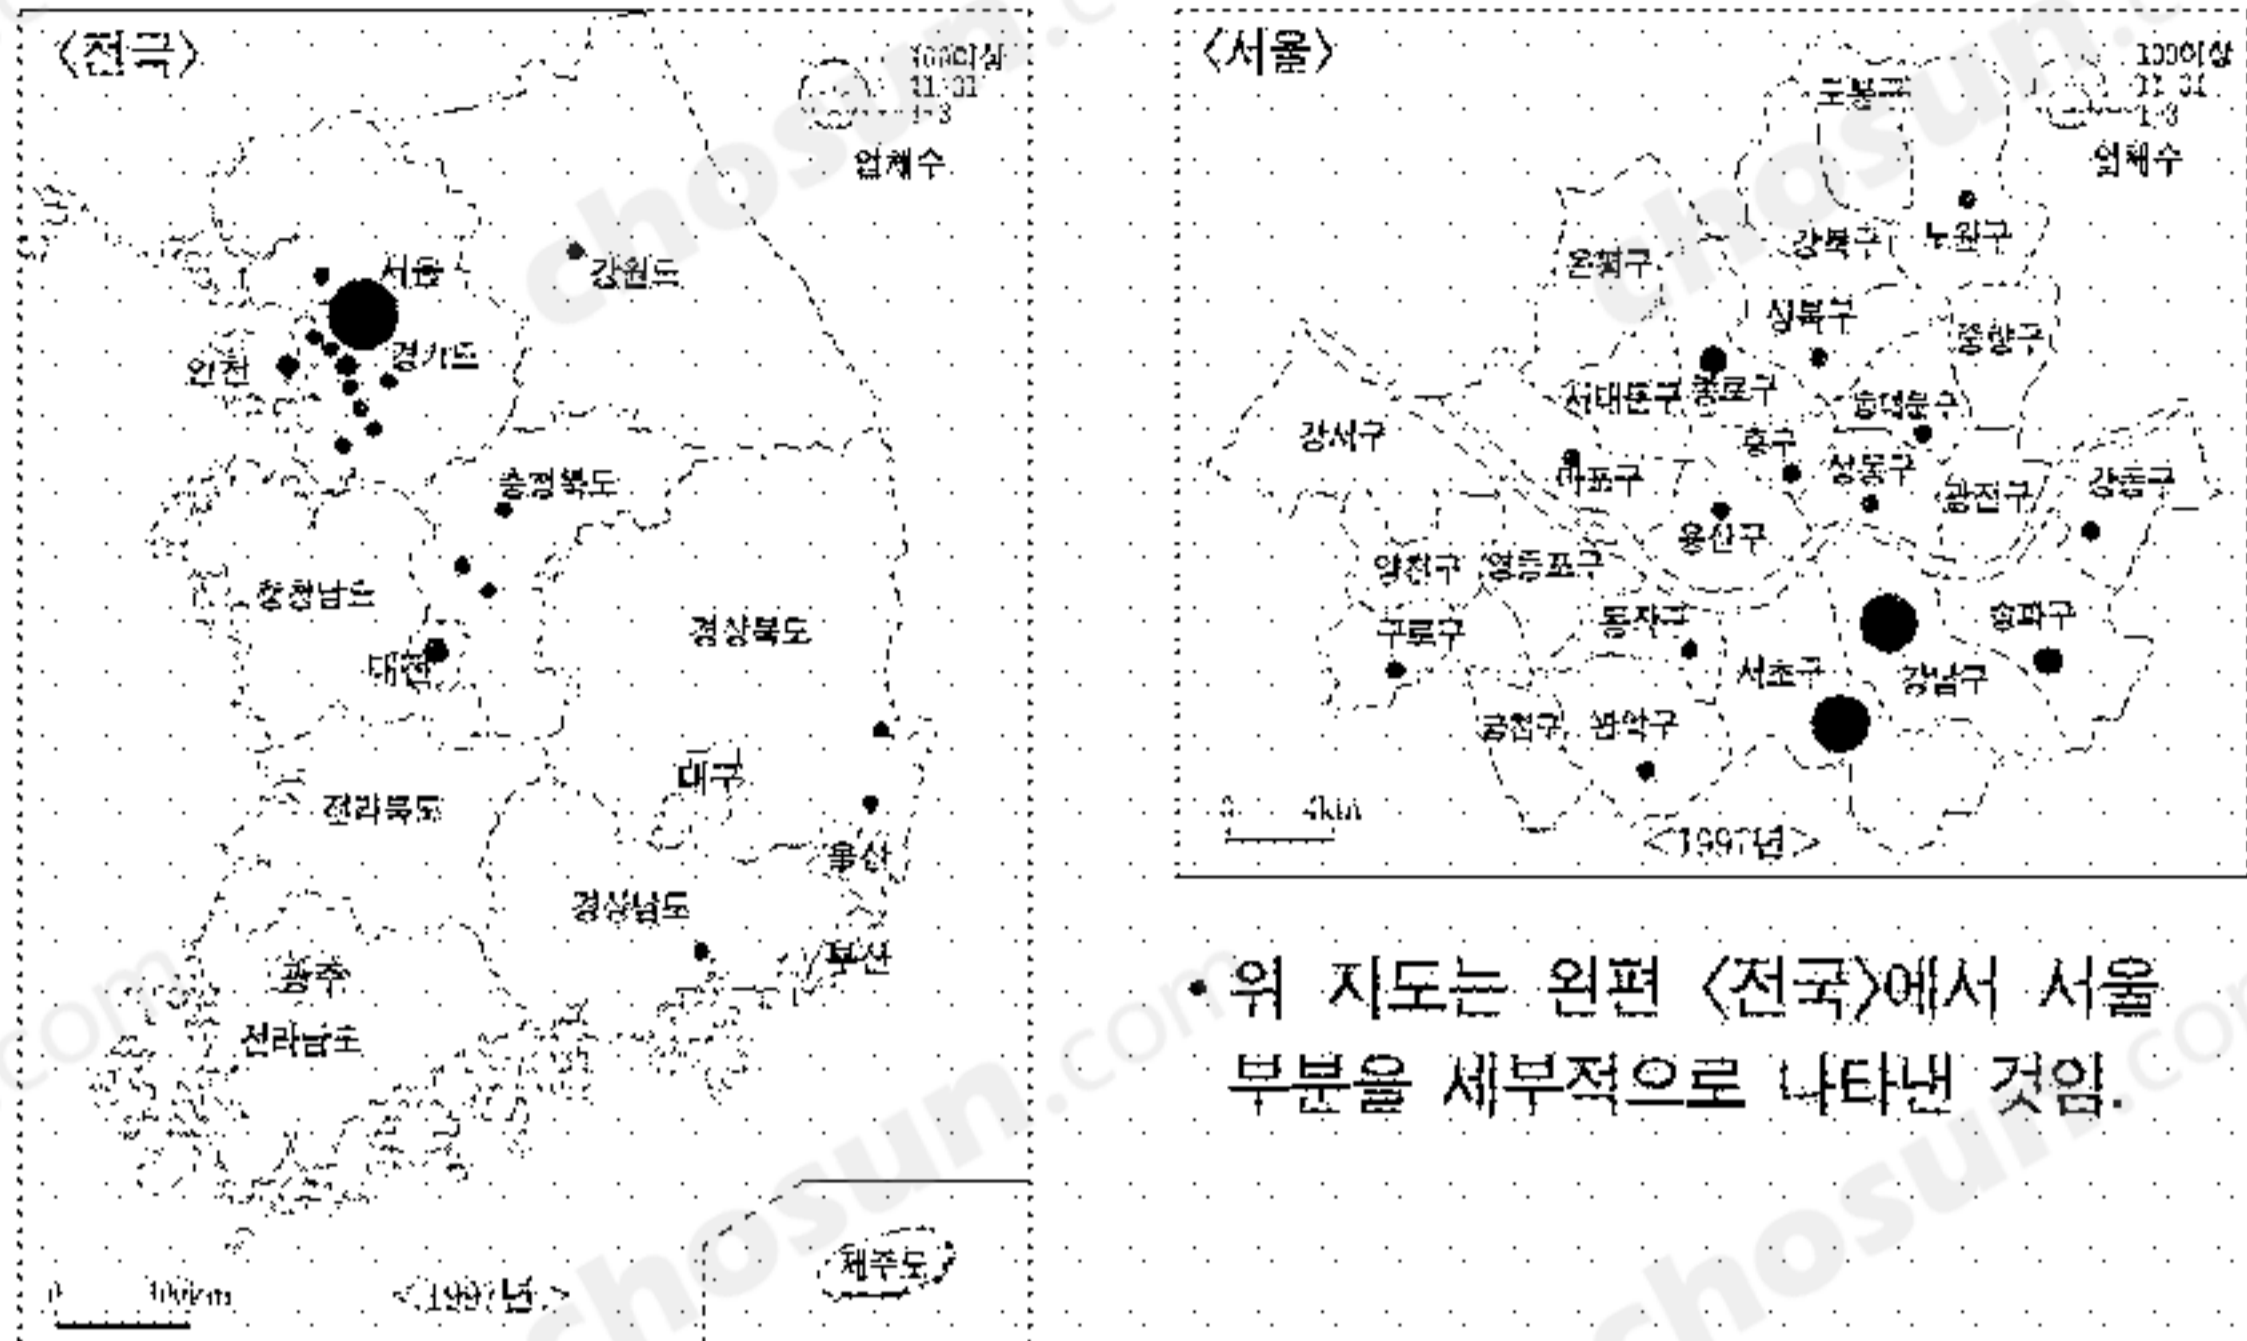 <전국>
업체수
서울
강원도
경기도
인천
충청북도
충청남도
대전
경상북도
대구
전라북도
울산
경상남도
부산
광주
전라남도
제주도
<서울>
100이상
업체수
도봉구
강북구
노원구
은평구
성북구
중랑구
서대문구
종로구
동대문구
강서구
중구
마포구
성동구
광진구
강동구
용산구
양천구
영등포구
동작구
송파구
구로구
서초구
강남구
금천구
관악구
0 4km
<1997년>
• 위 지도는 왼편 <전국>에서 서울
부분을 세부적으로 나타낸 것임.
chosun.com